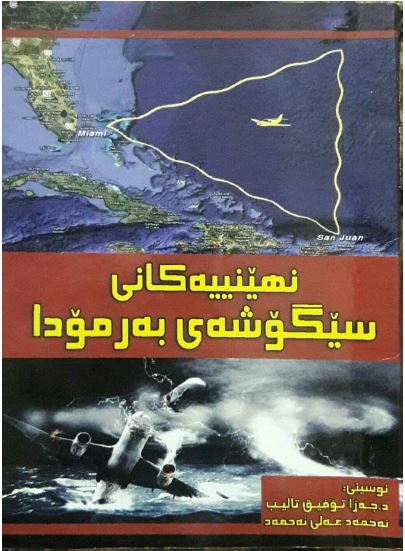 Miami
San Juan
نهێنییەکانی
سێگۆشەی بەرمۆدا
نوسینی:
د.جەزا تۆفیق تالیب
ئەحمەد عەلی ئەحمەد